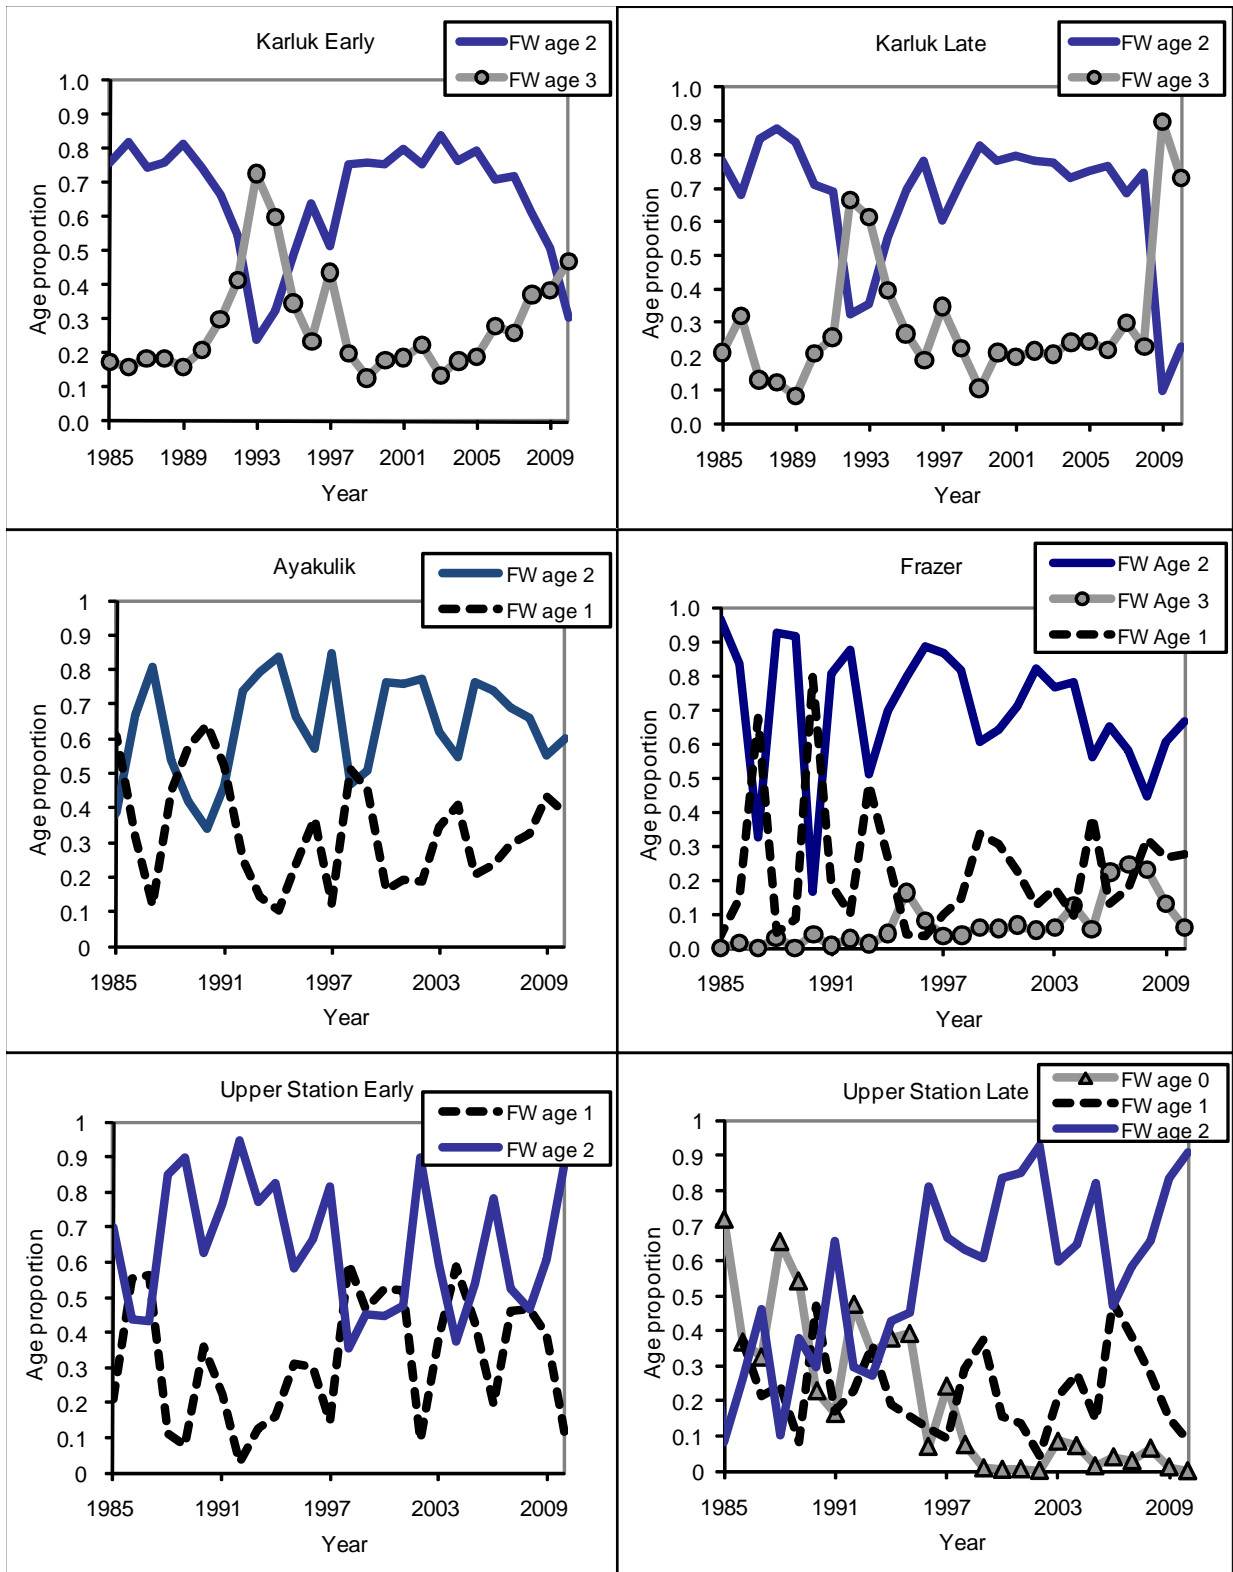 Karluk Early
FW age 2
FW age 3
1.0
0.9
0.8
0.7
0.6
0.5
0.4
0.3
0.2
0.1
0.0
Age proportion
1985 1989 1993 1997 2001 2005 2009
Year
Karluk Late
FW age 2
FW age 3
1.0
0.9
0.8
0.7
0.6
0.5
0.4
0.3
0.2
0.1
0.0
Age proportion
1985 1989 1993 1997 2001 2005 2009
Year
Ayakulik
FW age 2
FW age 1
1
0.9
0.8
0.7
0.6
0.5
0.4
0.3
0.2
0.1
0
Age proportion
1985 1991 1997 2003 2009
Year
Frazer
FW Age 2
FW Age 3
FW Age 1
1.0
0.9
0.8
0.7
0.6
0.5
0.4
0.3
0.2
0.1
0.0
Age proportion
1985 1991 1997 2003 2009
Year
Upper Station Early
FW age 1
FW age 2
1
0.9
0.8
0.7
0.6
0.5
0.4
0.3
0.2
0.1
0
Age proportion
1985 1991 1997 2003 2009
Year
Upper Station Late
FW age 0
FW age 1
FW age 2
1
0.9
0.8
0.7
0.6
0.5
0.4
0.3
0.2
0.1
0
Age proportion
1985 1991 1997 2003 2009
Year